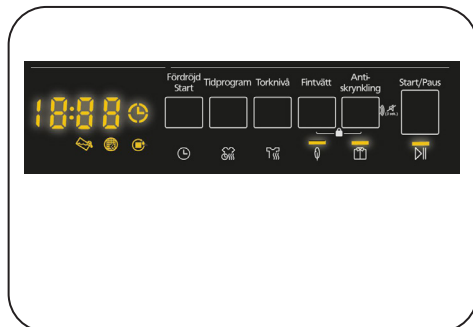 Fördröjd Start
Tidprogram
Torknivå
Fintvätt
Anti-
skrynkling
Start/Paus
18:88